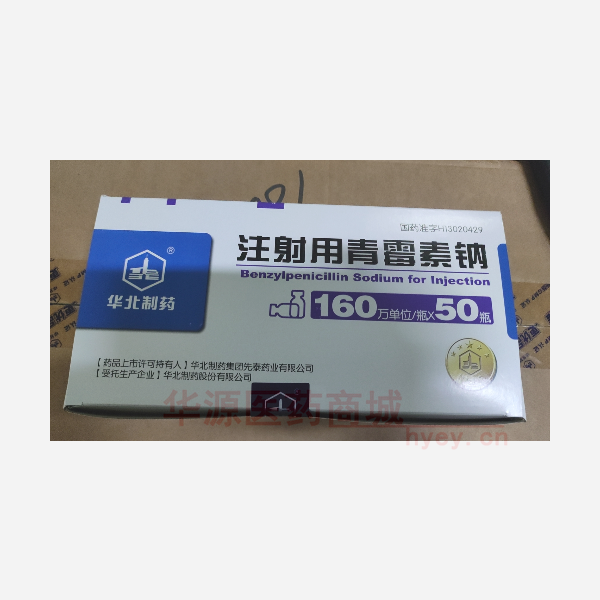 国药准字H13020429
注射用青霉素钠
Benzylpenicillin Sodium for Injection
160万单位/瓶×50瓶
®
华北制药
【药品上市许可持有人】华北制药集团先泰药业有限公司
【受托生产企业】华北制药股份有限公司
华源医药商城
hyey.cn